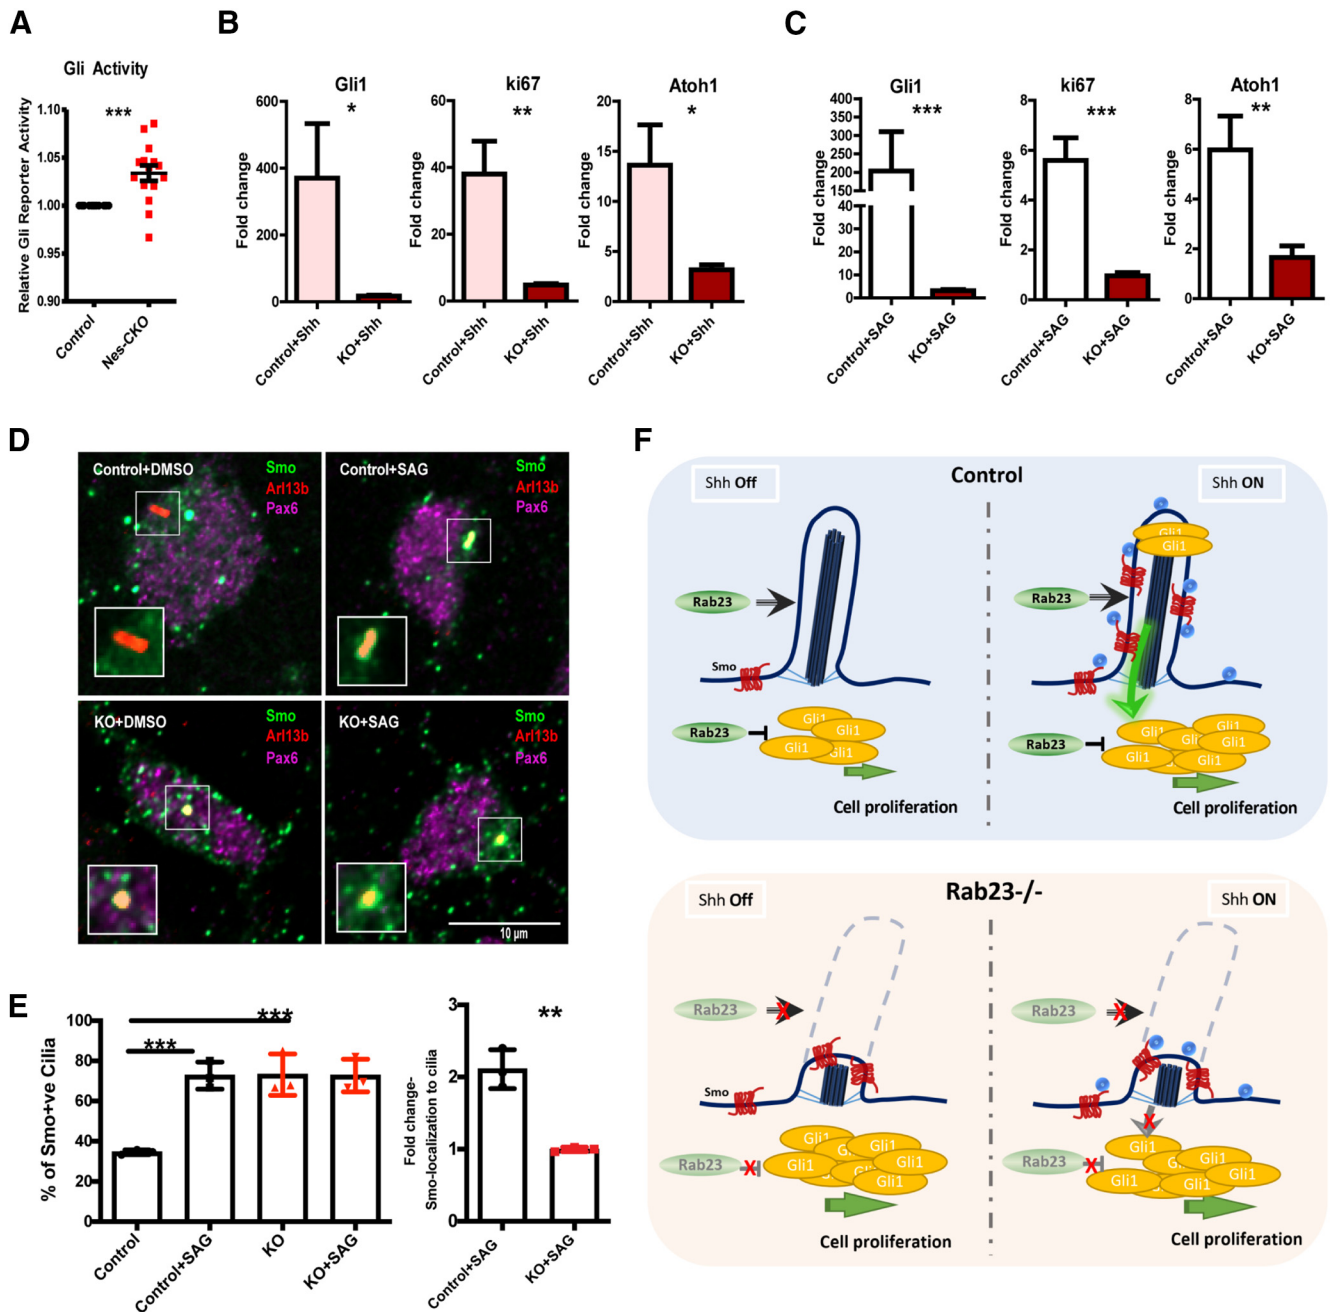 A
B
C
Gli Activity
Relative Gli Reporter Activity
1.10
1.05
1.00
0.95
0.90
***
Control
Nes-CKO
Gli1
Fold change
600
400
200
0
*
Control+Shh
KO+Shh
ki67
Fold change
60
40
20
0
**
Control+Shh
KO+Shh
Atoh1
Fold change
20
15
10
5
0
*
Control+Shh
KO+Shh
Gli1
Fold change
400
350
300
250
200
150
40
30
20
10
0
***
Control+SAG
KO+SAG
ki67
Fold change
8
6
4
2
0
***
Control+SAG
KO+SAG
Atoh1
Fold change
8
6
4
2
0
**
Control+SAG
KO+SAG
D
Control+DMSO
Smo
Arl13b
Pax6
Control+SAG
Smo
Arl13b
Pax6
KO+DMSO
Smo
Arl13b
Pax6
KO+SAG
Smo
Arl13b
Pax6
10 µm
E
% of Smo+ve Cilia
100
80
60
40
20
0
***
***
Control
Control+SAG
KO
KO+SAG
Fold change-
Smo-localization to cilia
3
2
1
0
**
Control+SAG
KO+SAG
F
Shh Off
Control
Shh ON
Rab23
Smo
Rab23
Gli1
Gli1
Gli1
Gli1
Cell proliferation
Gli1
Gli1
Rab23
Smo
Rab23
Gli1
Gli1
Gli
Gli1
Gli1
Gli1
Cell proliferation
Shh Off
Rab23-/-
Shh ON
Rab23
Smo
Rab23
Gli1
Gli1
Gli
Gli1
Gli1
Gli
Gli1
Cell proliferation
Rab23
Smo
Rab23
Gli1
Gli1
Gli1
Gli1
Gli
Gli1
Gli1
Cell proliferation